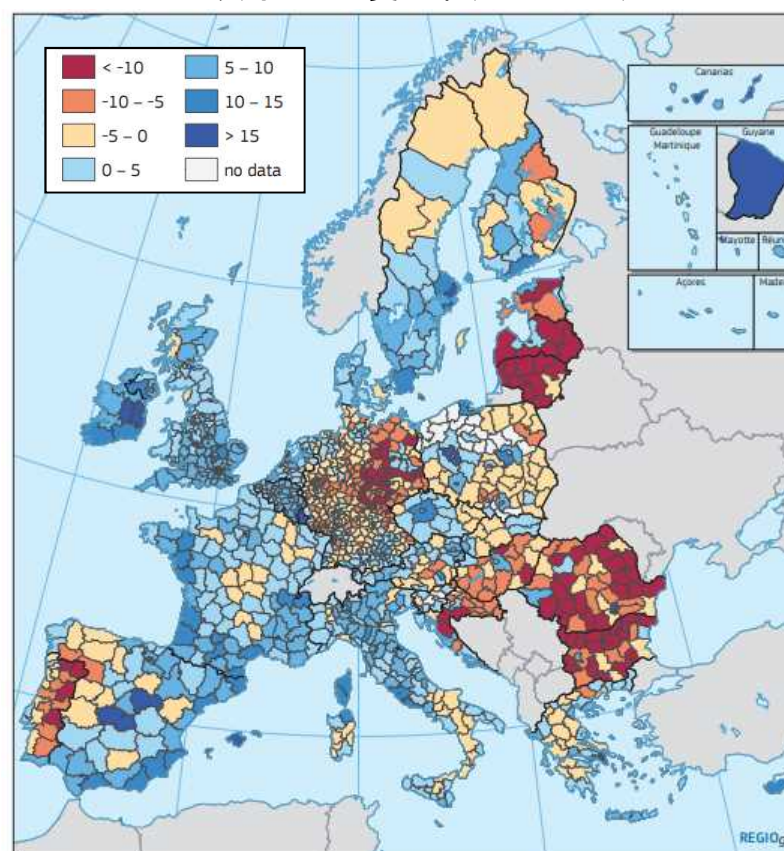 < -10
-10 – -5
-5 – 0
0 – 5
5 – 10
10 – 15
> 15
no data
Canarias
Guadeloupe
Martinique
Guyane
Mayotte
Açores
REGIO